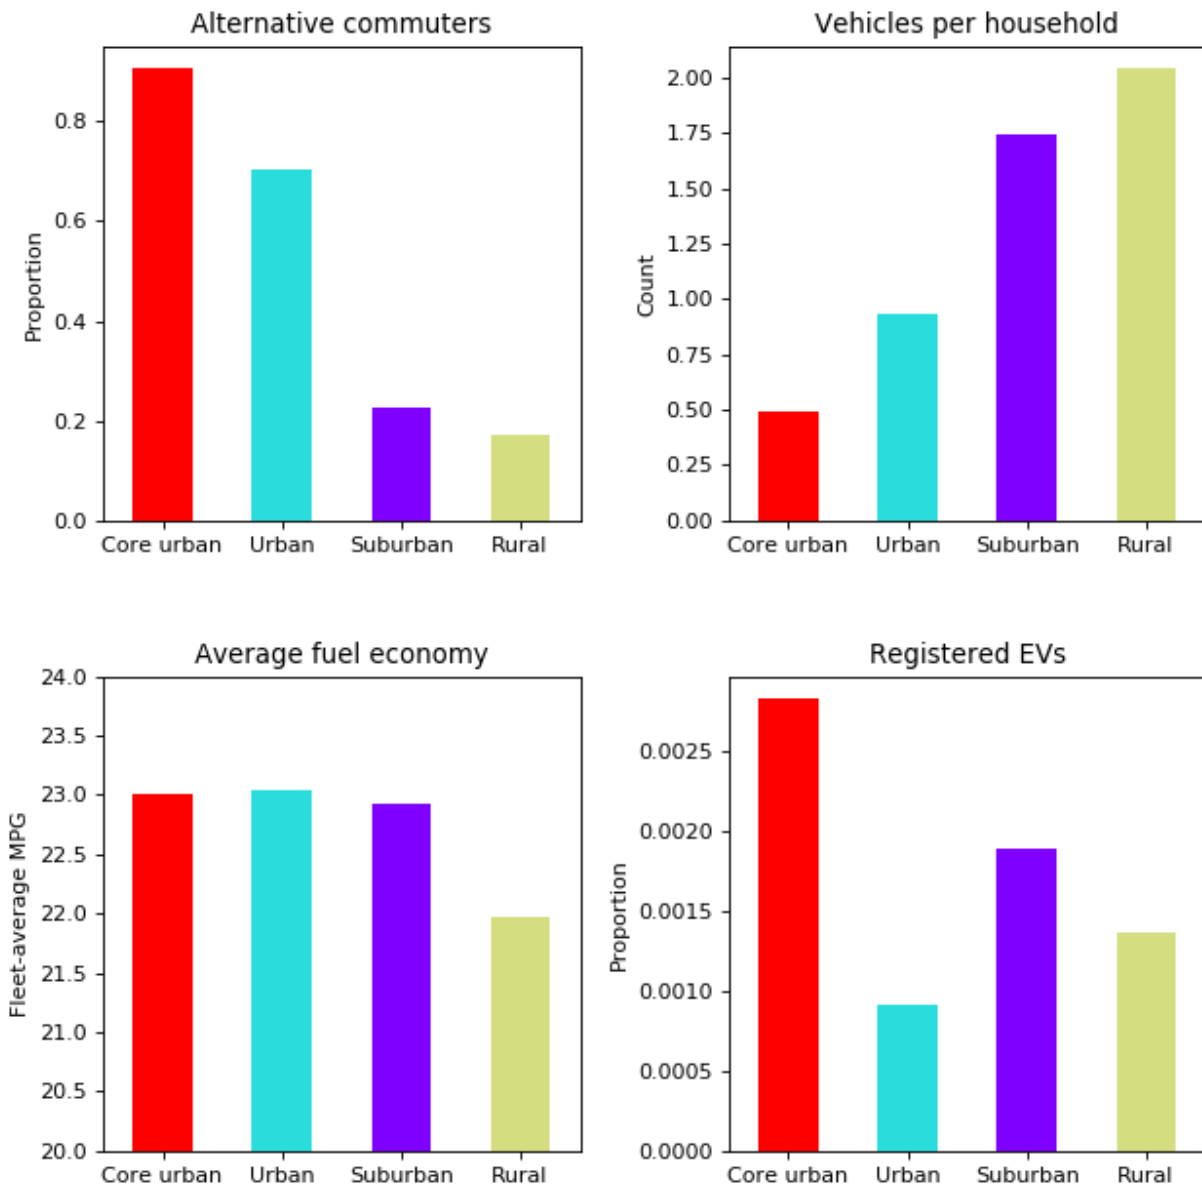 Alternative commuters
Proportion
0.8
0.6
0.4
0.2
0.0
Core urban Urban Suburban Rural
Vehicles per household
Count
2.00
1.75
1.50
1.25
1.00
0.75
0.50
0.25
0.00
Core urban Urban Suburban Rural
Average fuel economy
Fleet-average MPG
24.0
23.5
23.0
22.5
22.0
21.5
21.0
20.5
20.0
Core urban Urban Suburban Rural
Registered EVs
Proportion
0.0025
0.0020
0.0015
0.0010
0.0005
0.0000
Core urban Urban Suburban Rural